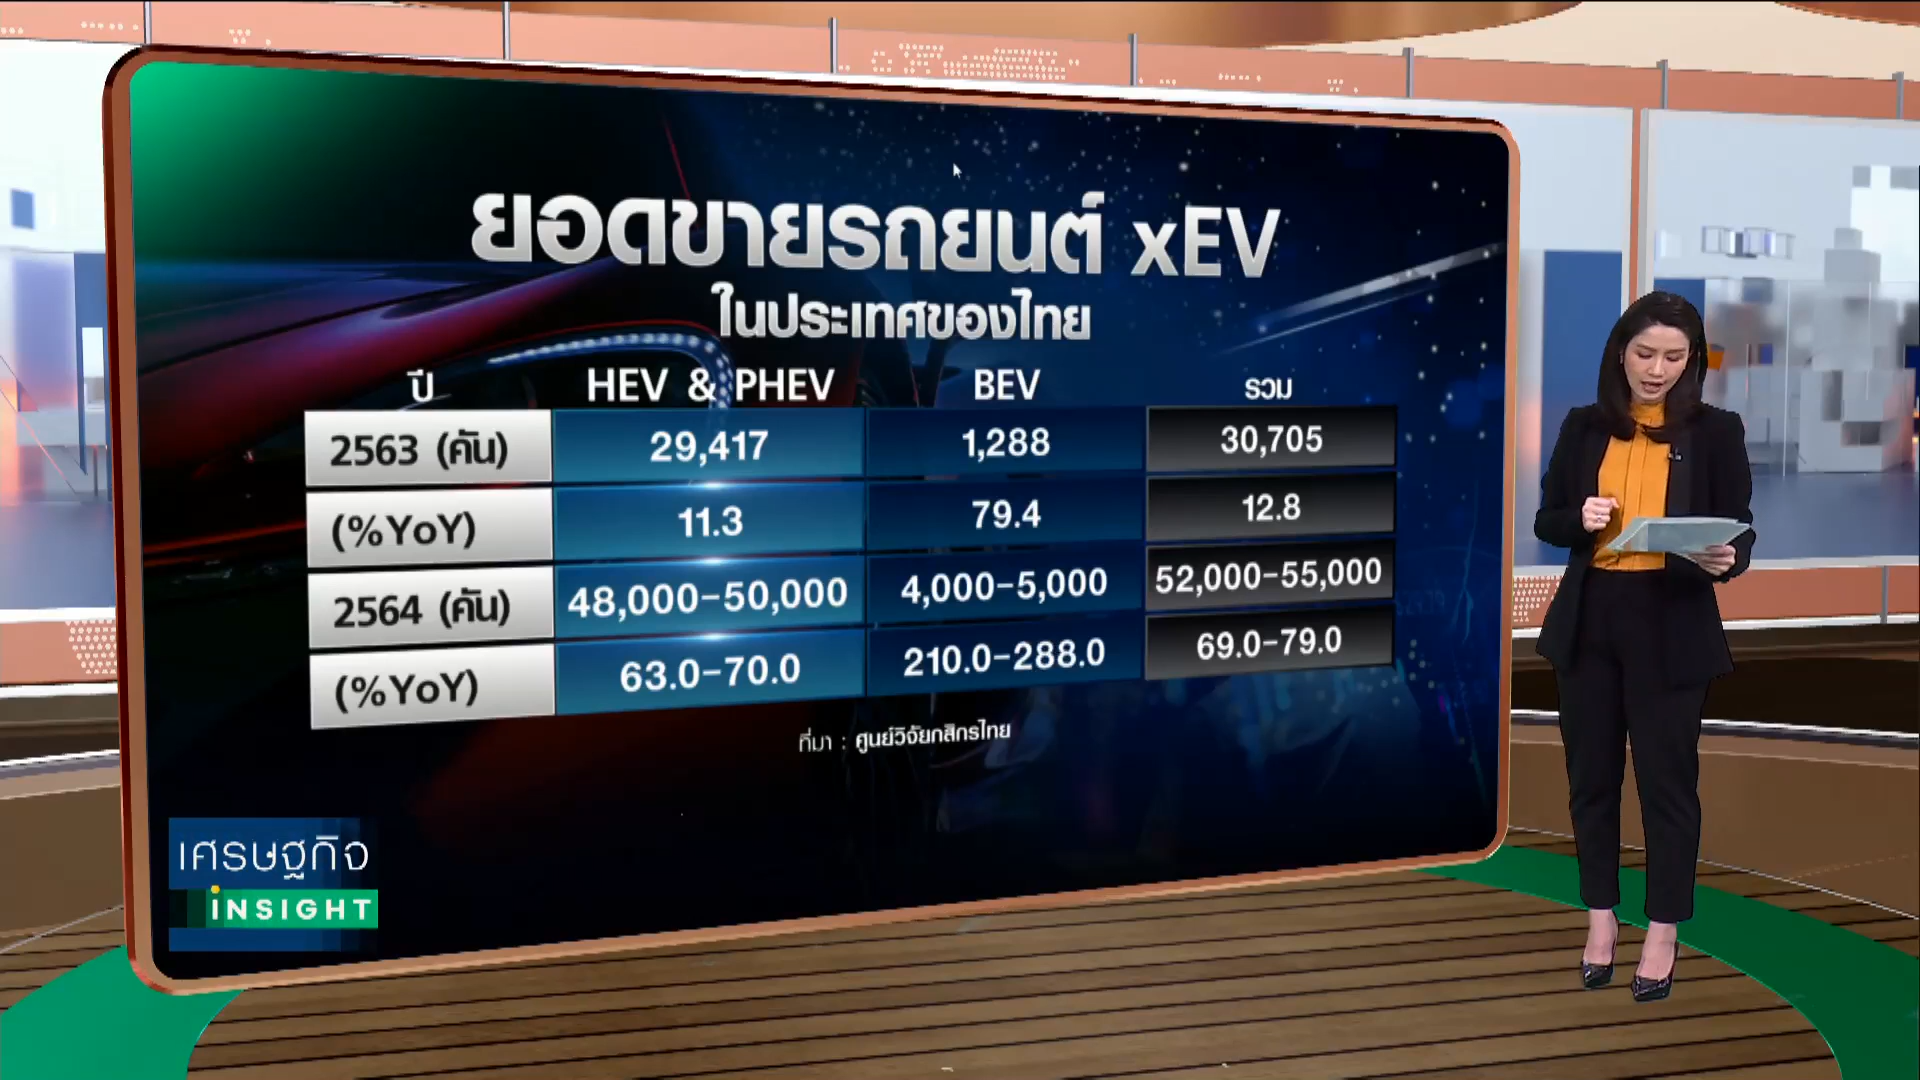 ยอดขายรถยนต์ xEV
ในประเทศของไทย
ปี HEV & PHEV BEV รวม
2563 (คัน) 29,417 1,288 30,705
(%YoY) 11.3 79.4 12.8
2564 (คัน) 48,000-50,000 4,000-5,000 52,000-55,000
(%YoY) 63.0-70.0 210.0-288.0 69.0-79.0
ที่มา : ศูนย์วิจัยกสิกรไทย
เศรษฐกิจ
INSIGHT